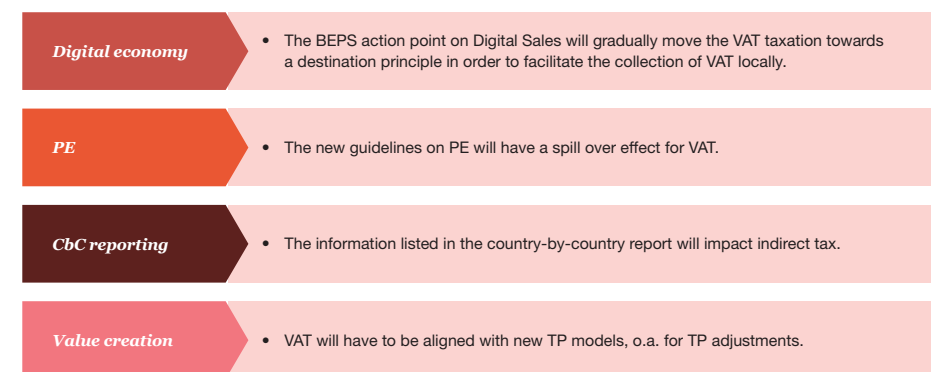 Digital economy
• The BEPS action point on Digital Sales will gradually move the VAT taxation towards
a destination principle in order to facilitate the collection of VAT locally.
PE
• The new guidelines on PE will have a spill over effect for VAT.
CbC reporting
• The information listed in the country-by-country report will impact indirect tax.
Value creation
• VAT will have to be aligned with new TP models, o.a. for TP adjustments.